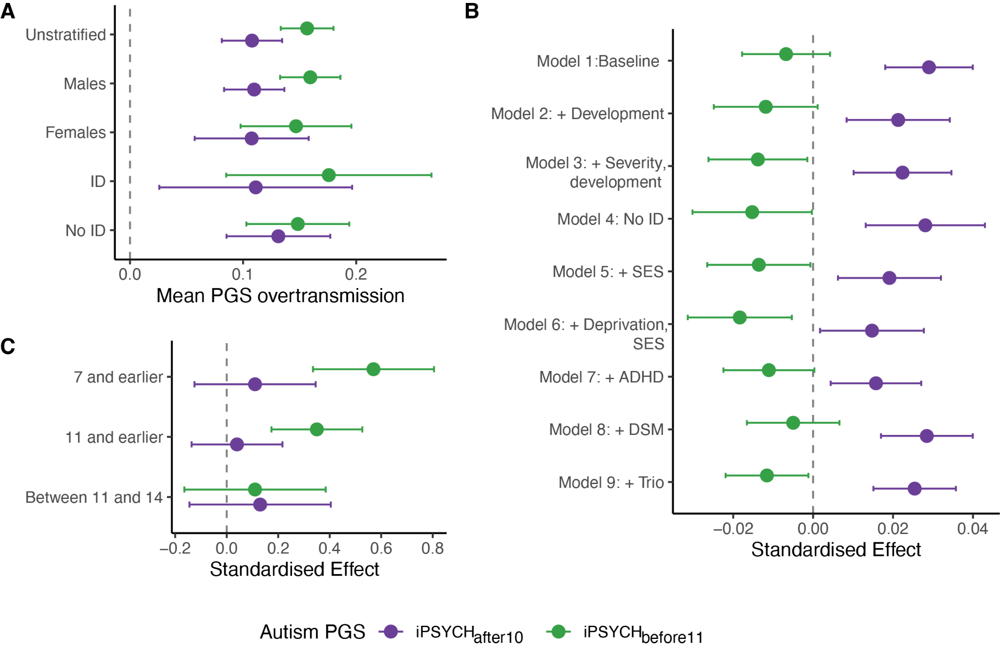 A
Unstratified
Males
Females
ID
No ID
0.0 0.1 0.2
Mean PGS overtransmission
B
Model 1:Baseline
Model 2: + Development
Model 3: + Severity,
development
Model 4: No ID
Model 5: + SES
Model 6: + Deprivation,
SES
Model 7: + ADHD
Model 8: + DSM
Model 9: + Trio
−0.02 0.00 0.02 0.04
Standardised Effect
C
7 and earlier
11 and earlier
Between 11 and 14
−0.2 0.0 0.2 0.4 0.6 0.8
Standardised Effect
Autism PGS iPSYCHafter10 iPSYCHbefore11